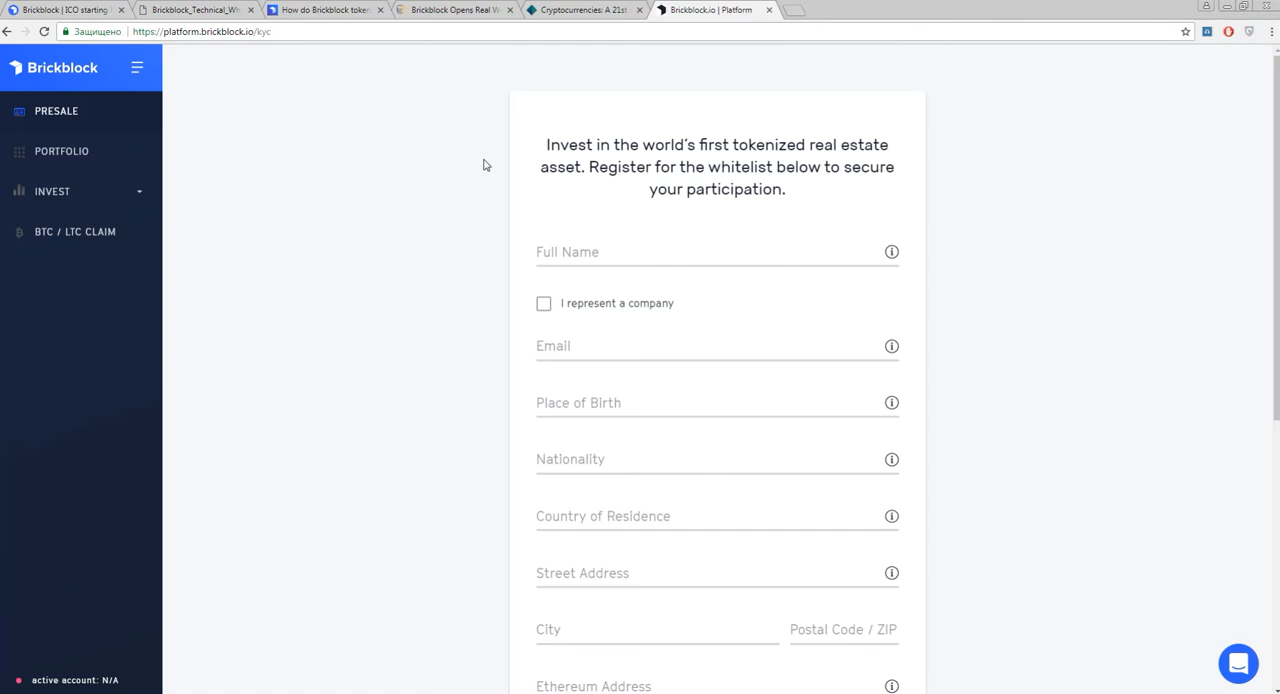 Brickblock | ICO starting
Brickblock_Technical_Wh
How do Brickblock token
Brickblock Opens Real W
Cryptocurrencies: A 21st
Brickblock.io | Platform
Защищено
https://platform.brickblock.io/kyc
Brickblock
PRESALE
PORTFOLIO
INVEST
BTC / LTC CLAIM
active account: N/A
Invest in the world's first tokenized real estate
asset. Register for the whitelist below to secure
your participation.
Full Name
I represent a company
Email
Place of Birth
Nationality
Country of Residence
Street Address
City
Postal Code / ZIP
Ethereum Address